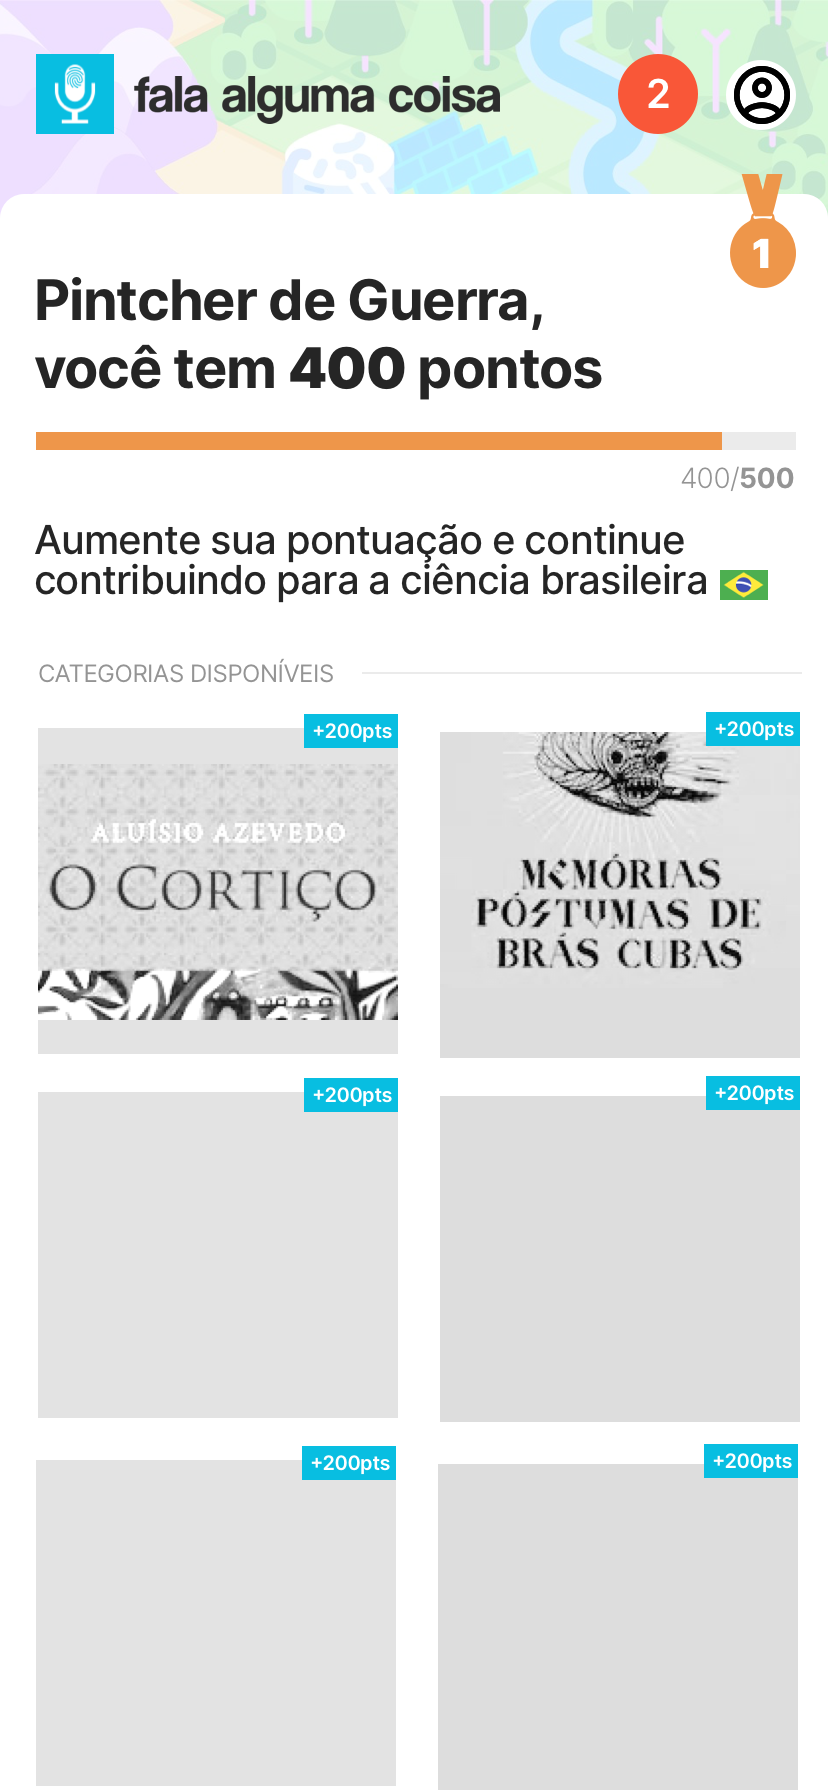 fala alguma coisa
2
1
Pintcher de Guerra,
você tem 400 pontos
400/500
Aumente sua pontuação e continue
contribuindo para a ciência brasileira
CATEGORIAS DISPONÍVEIS
+200pts
ALUÍSIO AZEVEDO
O CORTIÇO
+200pts
MEMÓRIAS
PÓSTUMAS DE
BRÁS CUBAS
+200pts
+200pts
+200pts
+200pts